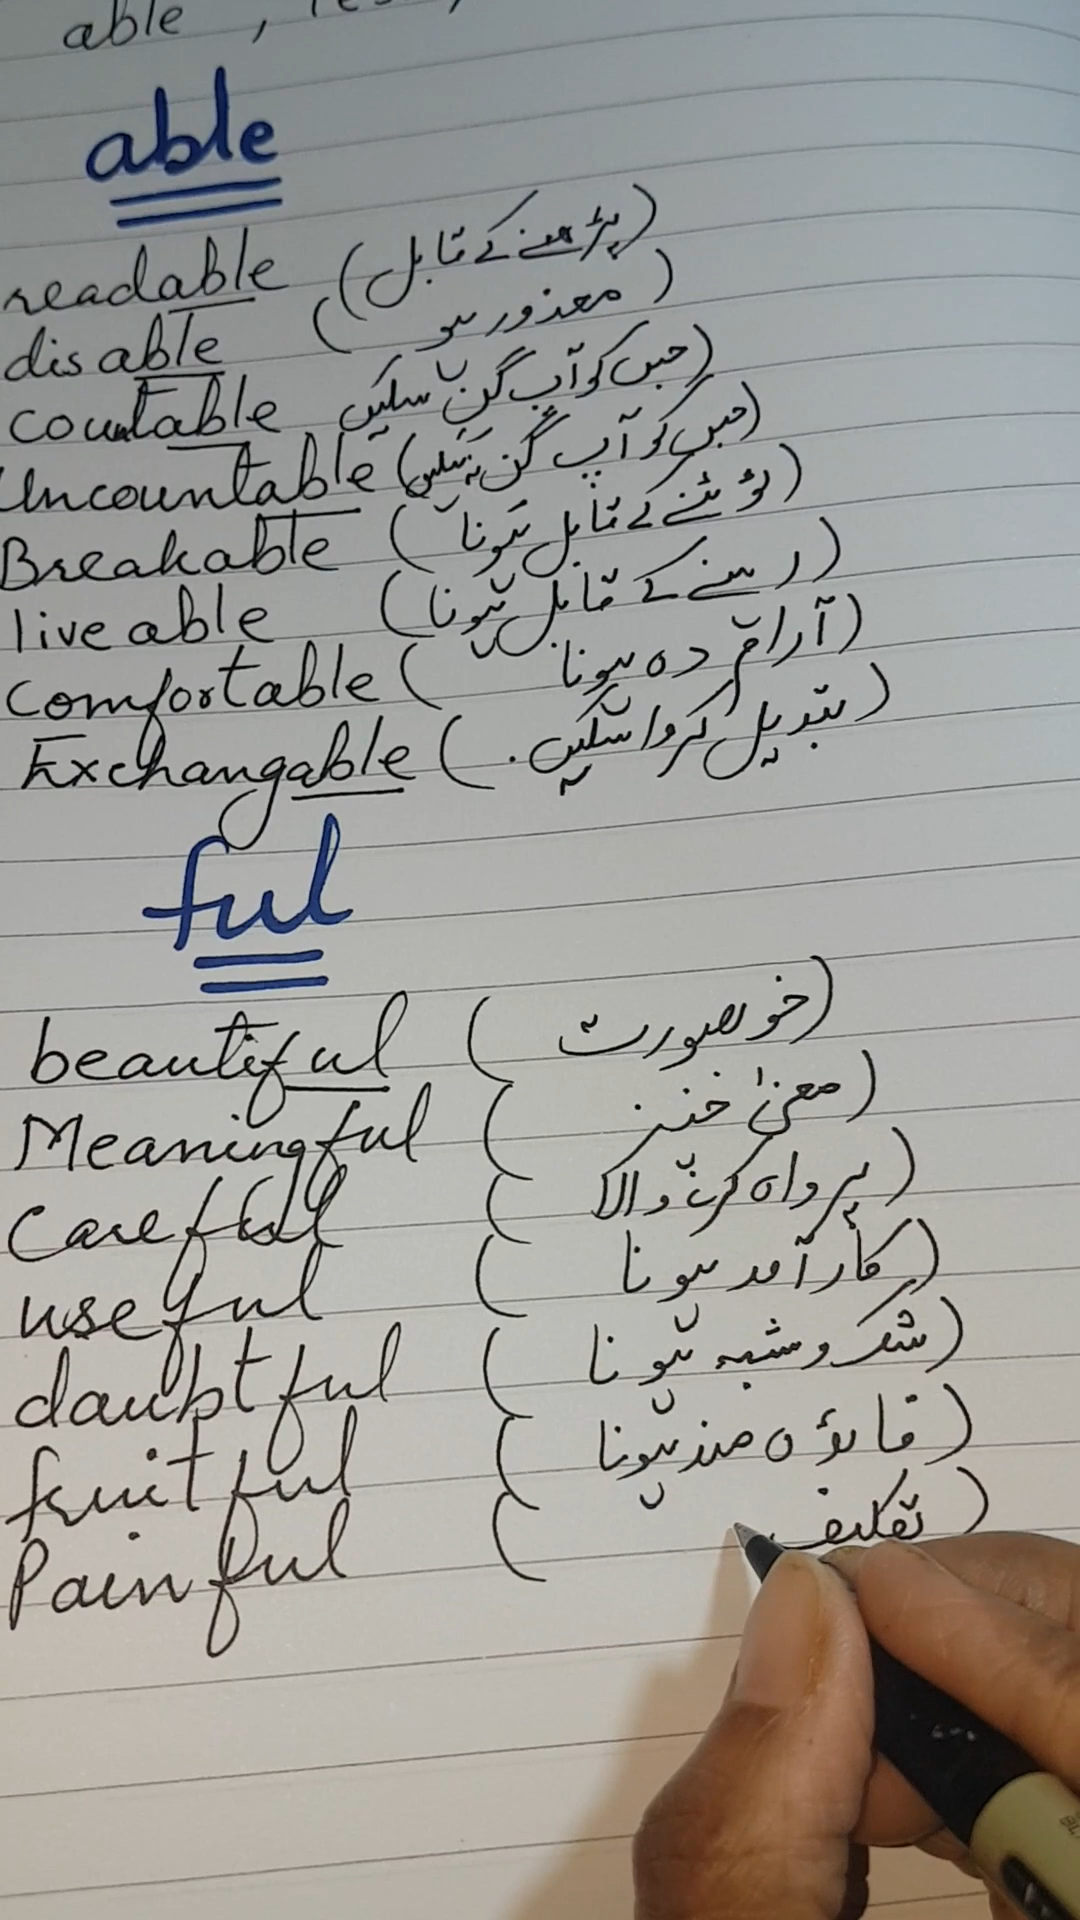 able ,
able
readable (پڑھنے کے قابل)
disable (معذور ہو)
countable جس کو آپ گن سکیں)
Uncountable (جس کو آپ گن نہ سکیں)
Breakable (ٹوٹنے کے قابل ہونا)
liveable (رہنے کے قابل ہونا)
Comfortable (آرام دہ ہونا)
Exchangable (تبدیل کروا سکیں.)
ful
beautiful (خوبصورت)
Meaningful (معنیٰ خیز)
Careful (پرواہ کرنے والا)
useful (کار آمد ہونا)
daubtful (شک و شبہ ہونا)
fruitful (فائدہ مند ہونا)
Painful (تکلیف)